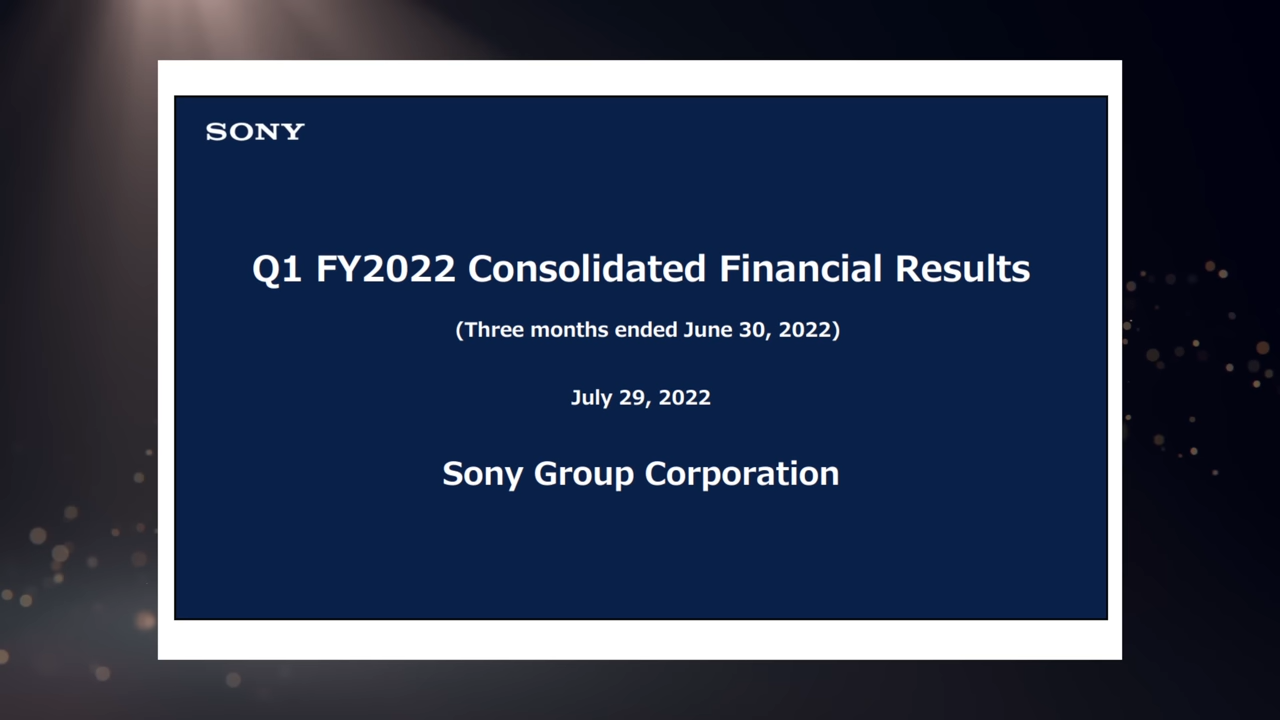 SONY
Q1 FY2022 Consolidated Financial Results
(Three months ended June 30, 2022)
July 29, 2022
Sony Group Corporation